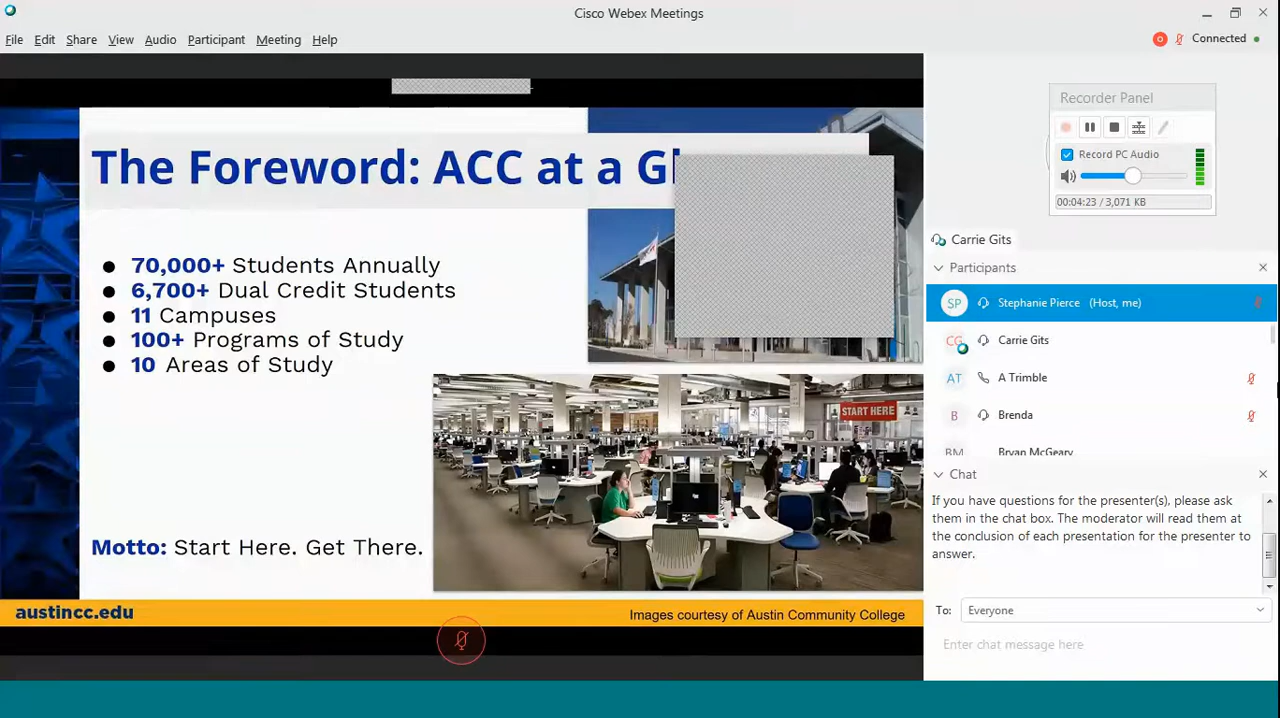 Cisco Webex Meetings
File Edit Share View Audio Participant Meeting Help
Connected
The Foreword: ACC at a
70,000+ Students Annually
6,700+ Dual Credit Students
11 Campuses
100+ Programs of Study
10 Areas of Study
START HERE
Motto: Start Here. Get There.
austincc.edu
Images courtesy of Austin Community College
Recorder Panel
Record PC Audio
00:04:23 / 3,071 KB
Carrie Gits
Participants
SP Stephanie Pierce (Host, me)
CG Carrie Gits
AT A Trimble
B Brenda
BM Bryan McGeary
Chat
If you have questions for the presenter(s), please ask
them in the chat box. The moderator will read them at
the conclusion of each presentation for the presenter to
answer.
To: Everyone
Enter chat message here